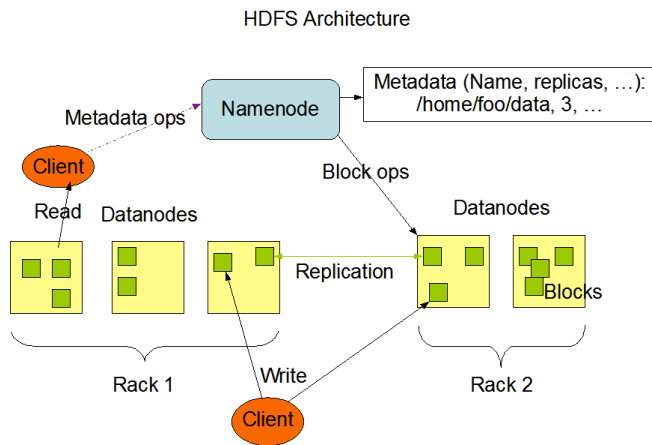 HDFS Architecture
Metadata (Name, replicas, …):
/home/foo/data, 3, …
Namenode
Metadata ops
Client
Block ops
Read
Datanodes
Datanodes
Replication
Blocks
Rack 1
Write
Rack 2
Client